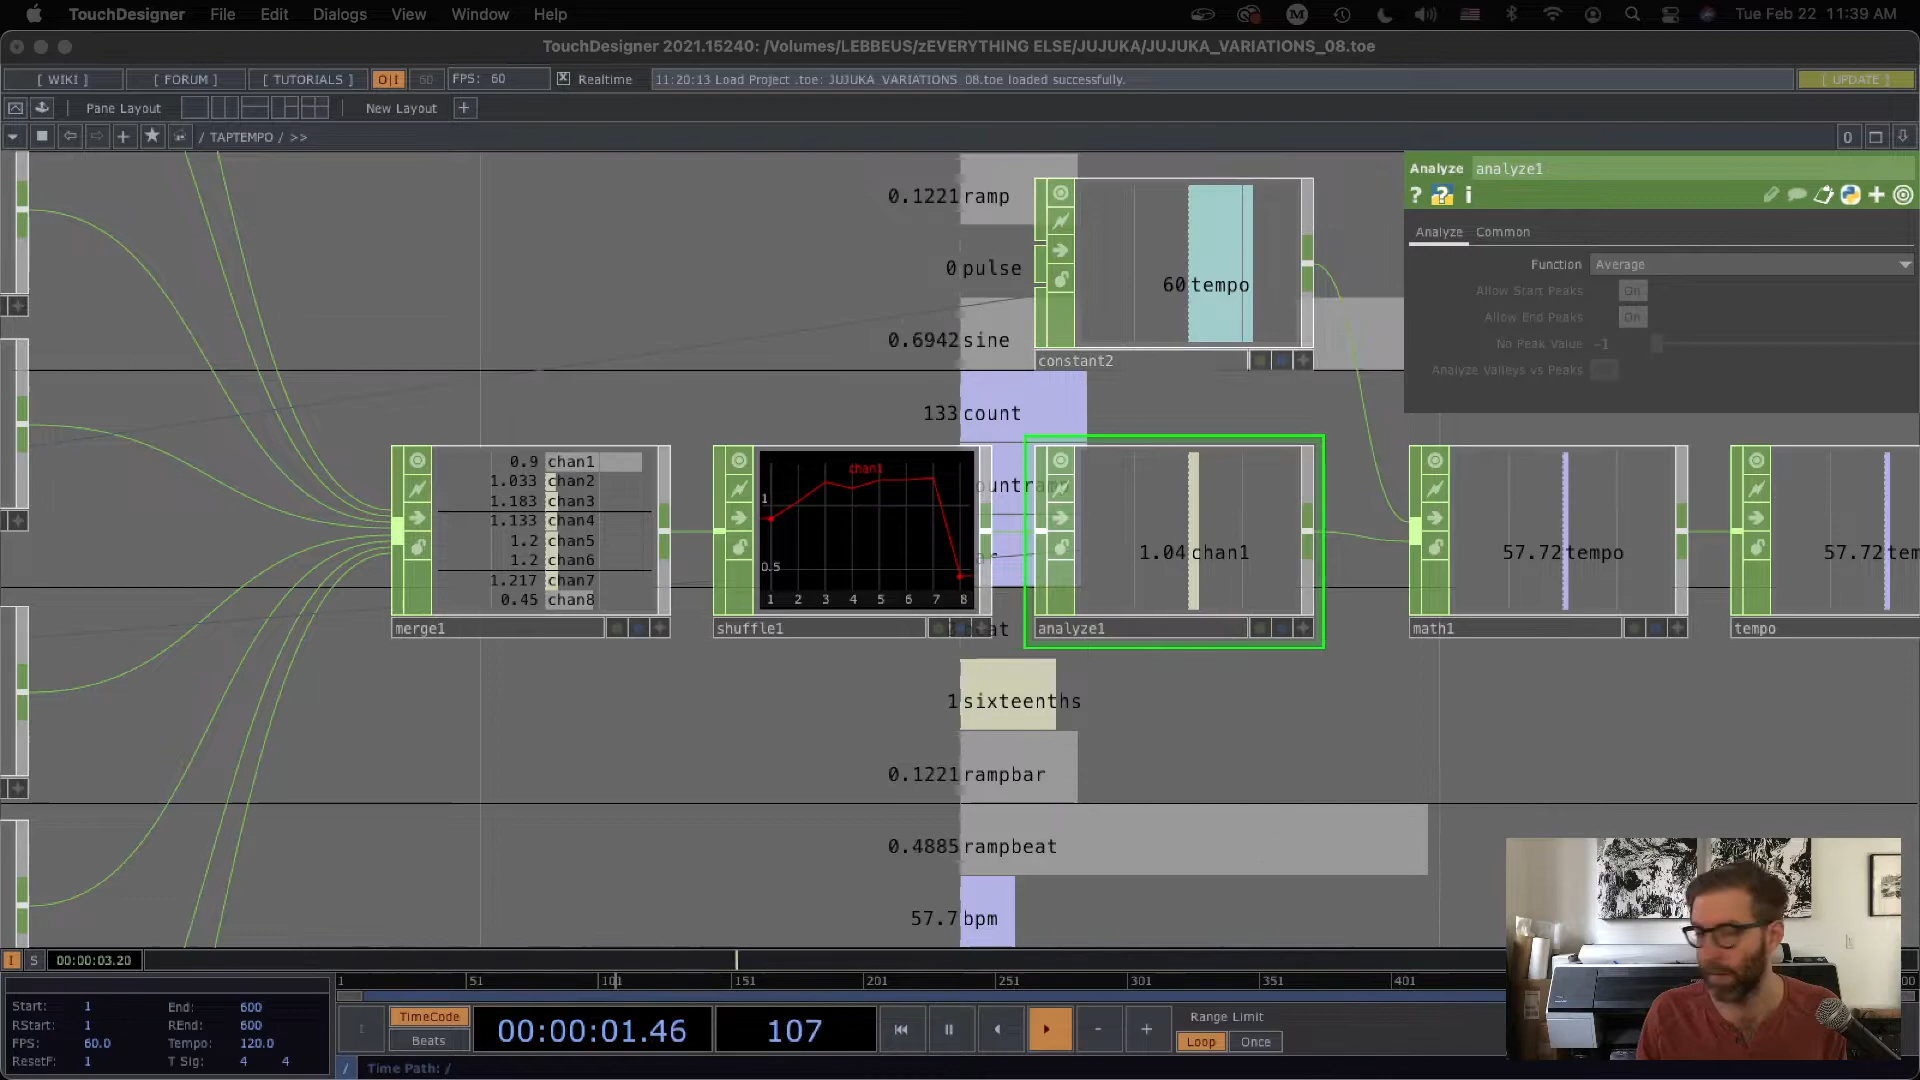 TouchDesigner File Edit Dialogs View Window Help
Tue Feb 22 11:39 AM
TouchDesigner 2021.15240: /Volumes/LEBBEUS/zEVERYTHING ELSE/JUJUKA/JUJUKA_VARIATIONS_08.toe
[ WIKI ] [ FORUM ] [ TUTORIALS ] O|I 60 FPS: 60 Realtime 11:20:13 Load Project .toe: JUJUKA_VARIATIONS_08.toe loaded successfully. [ UPDATE ]
Pane Layout New Layout +
/ TAPTEMPO / >> 0
Analyze analyze1
? i
Analyze Common
Function Average
Allow Start Peaks On
Allow End Peaks On
No Peak Value -1
Analyze Valleys vs Peaks
0.1221 ramp
0 pulse
0.6942 sine
133 count
60 tempo
constant2
0.9 chan1
1.033 chan2
1.183 chan3
1.133 chan4
1.2 chan5
1.2 chan6
1.217 chan7
0.45 chan8
merge1
chan1
1
0.5
1 2 3 4 5 6 7 8
shuffle1
1.04 chan1
analyze1
57.72 tempo
math1
57.72 tem
tempo
1 sixteenths
0.1221 rampbar
0.4885 rampbeat
57.7 bpm
I S 00:00:03.20
1 51 101 151 201 251 301 351 401
Start: 1 End: 600
RStart: 1 REnd: 600
FPS: 60.0 Tempo: 120.0
ResetF: 1 T Sig: 4 4
TimeCode
Beats
00:00:01.46
107
Range Limit
Loop Once
/ Time Path: /